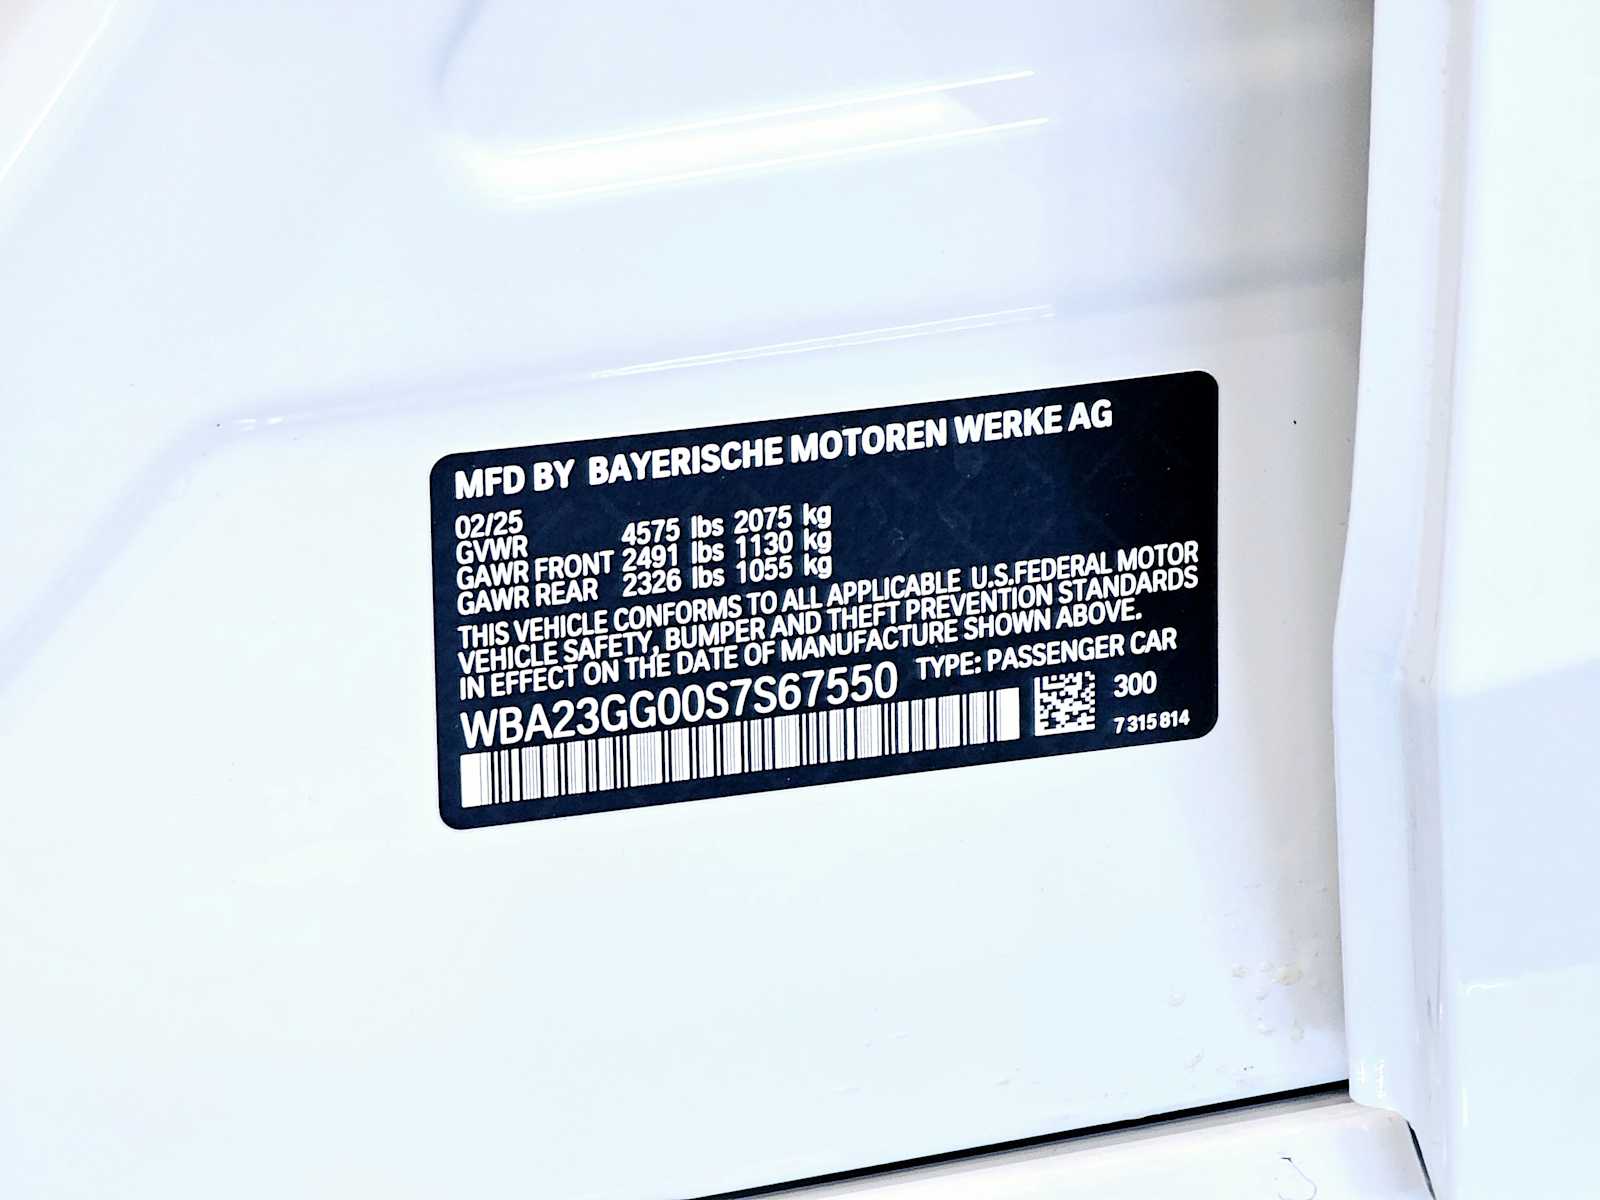 MFD BY BAYERISCHE MOTOREN WERKE AG
02/25
GVWR 4575 lbs 2075 kg
GAWR FRONT 2491 lbs 1130 kg
GAWR REAR 2326 lbs 1055 kg
THIS VEHICLE CONFORMS TO ALL APPLICABLE U.S.FEDERAL MOTOR
VEHICLE SAFETY, BUMPER AND THEFT PREVENTION STANDARDS
IN EFFECT ON THE DATE OF MANUFACTURE SHOWN ABOVE.
WBA23GG00S7S67550 TYPE: PASSENGER CAR
300
7 315 814